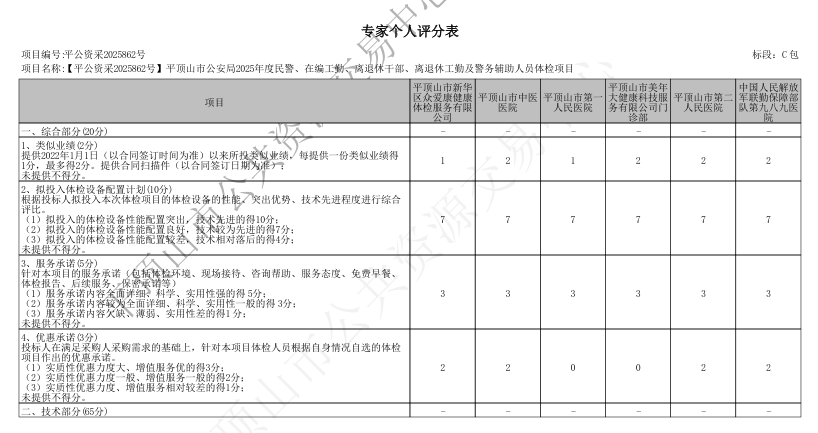 专家个人评分表
项目编号:平公资采2025862号
标段：C包
项目名称:【平公资采2025862号】平顶山市公安局2025年度民警、在编工勤、离退休干部、离退休工勤及警务辅助人员体检项目
项目
平顶山市新华区众爱康健康体检服务有限公司
平顶山市中医医院
平顶山市第一人民医院
平顶山市美年大健康科技服务有限公司门诊部
平顶山市第二人民医院
中国人民解放军联勤保障部队第九八九医院
一、综合部分(20分) – – – – – –
1、类似业绩(2分)
提供2022年1月1日（以合同签订时间为准）以来所投类似业绩，每提供一份类似业绩得
1分，最多得2分。提供合同扫描件（以合同签订日期为准）；
未提供不得分。
1 2 1 2 2 2
2、拟投入体检设备配置计划(10分)
根据投标人拟投入本次体检项目的体检设备的性能、突出优势、技术先进程度进行综合
评比。
（1）拟投入的体检设备性能配置突出，技术先进的得10分；
（2）拟投入的体检设备性能配置良好，技术较为先进的得7分；
（3）拟投入的体检设备性能配置较差，技术相对落后的得4分；
未提供不得分。
7 7 7 7 7 7
3、服务承诺(5分)
针对本项目的服务承诺（包括体检环境、现场接待、咨询帮助、服务态度、免费早餐、
体检报告、后续服务、保密承诺等）
（1）服务承诺内容全面详细、科学、实用性强的得 5分；
（2）服务承诺内容较为全面详细、科学、实用性一般的得 3分；
（3）服务承诺内容欠缺、薄弱、实用性差的得1 分；
未提供不得分。
3 3 3 3 3 3
4、优惠承诺(3分)
投标人在满足采购人采购需求的基础上，针对本项目体检人员根据自身情况自选的体检
项目作出的优惠承诺。
（1）实质性优惠力度大、增值服务优的得3分；
（2）实质性优惠力度一般、增值服务一般的得2分；
（3）实质性优惠力度、增值服务相对较差的得1分；
未提供不得分。
2 2 0 0 2 2
二、技术部分(65分) – – – – – –
平顶山市公共资源交易中心
平顶山市公共资源交易中心